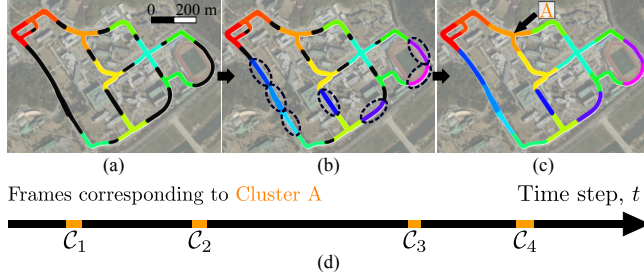 0 200 m
A
(a) (b) (c)
Frames corresponding to Cluster A Time step, t
C1 C2 C3 C4
(d)